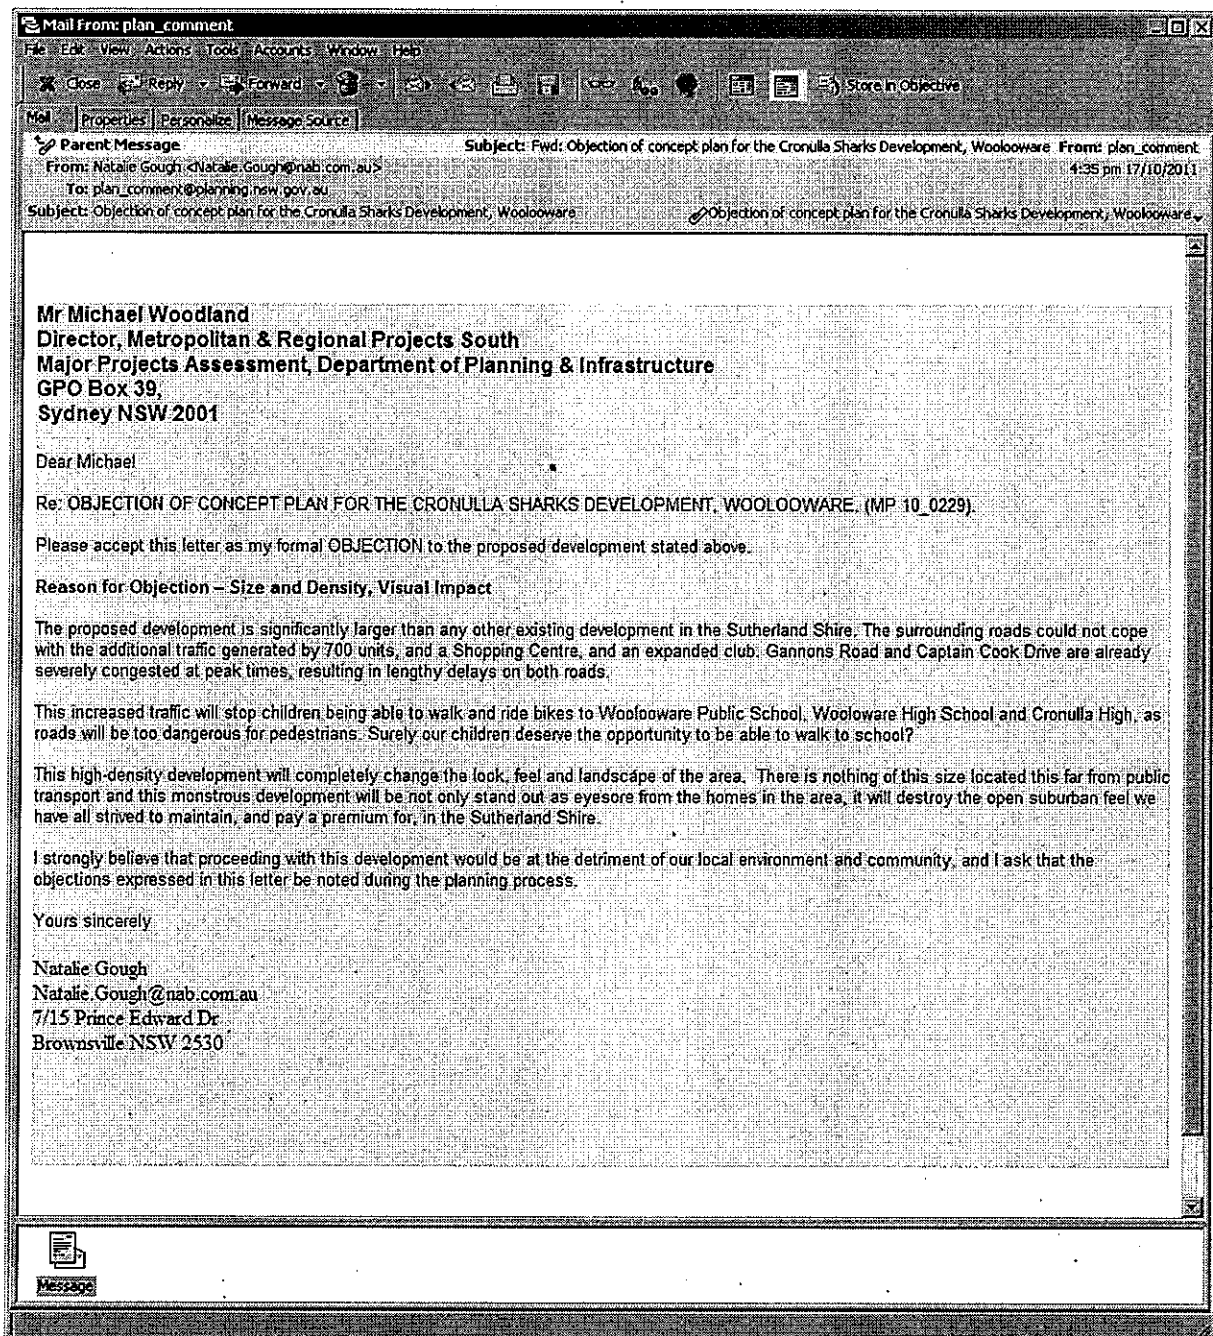 Mail From: plan_comment
File Edit View Actions Tools Accounts Window Help
Close Reply Forward Store in Objective
Mail Properties Personalize Message Source
Parent Message Subject: Fwd: Objection of concept plan for the Cronulla Sharks Development, Woolooware From: plan_comment
From: Natalie Gough <Natalie.Gough@nab.com.au> 4:35 pm 17/10/2011
To: plan_comment@planning.nsw.gov.au
Subject: Objection of concept plan for the Cronulla Sharks Development, Woolooware Objection of concept plan for the Cronulla Sharks Development, Woolooware
Mr Michael Woodland
Director, Metropolitan & Regional Projects South
Major Projects Assessment, Department of Planning & Infrastructure
GPO Box 39,
Sydney NSW 2001
Dear Michael
Re: OBJECTION OF CONCEPT PLAN FOR THE CRONULLA SHARKS DEVELOPMENT, WOOLOOWARE, (MP 10_0229).
Please accept this letter as my formal OBJECTION to the proposed development stated above.
Reason for Objection – Size and Density, Visual Impact
The proposed development is significantly larger than any other existing development in the Sutherland Shire. The surrounding roads could not cope
with the additional traffic generated by 700 units, and a Shopping Centre, and an expanded club. Gannons Road and Captain Cook Drive are already
severely congested at peak times, resulting in lengthy delays on both roads.
This increased traffic will stop children being able to walk and ride bikes to Woolooware Public School, Wooloware High School and Cronulla High, as
roads will be too dangerous for pedestrians. Surely our children deserve the opportunity to be able to walk to school?
This high-density development will completely change the look, feel and landscape of the area. There is nothing of this size located this far from public
transport and this monstrous development will be not only stand out as eyesore from the homes in the area, it will destroy the open suburban feel we
have all strived to maintain, and pay a premium for, in the Sutherland Shire.
I strongly believe that proceeding with this development would be at the detriment of our local environment and community, and I ask that the
objections expressed in this letter be noted during the planning process.
Yours sincerely
Natalie Gough
Natalie.Gough@nab.com.au
7/15 Prince Edward Dr
Brownsville NSW 2530
Message